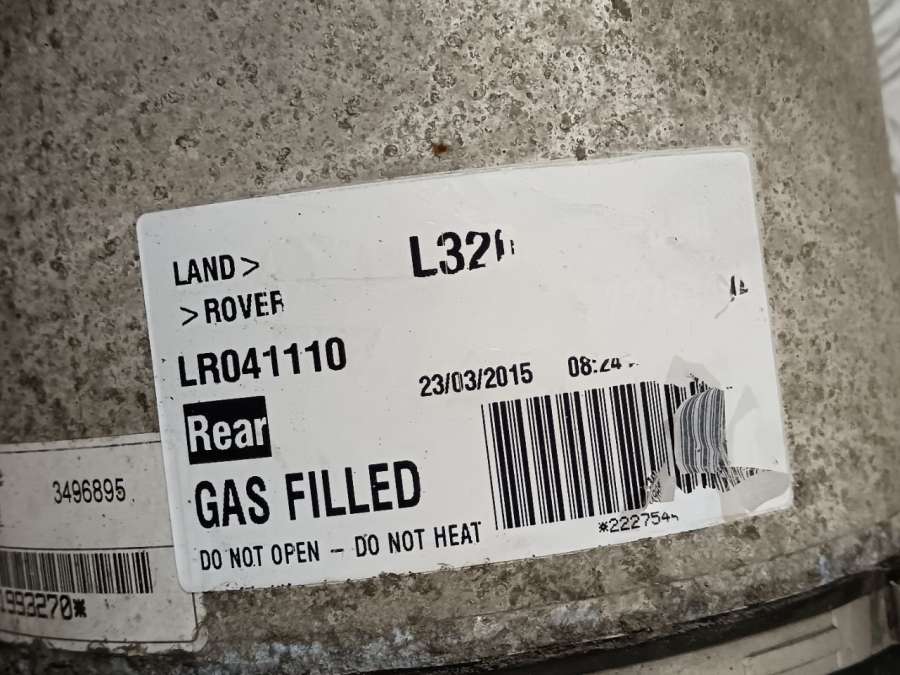 LAND >
> ROVER
LR041110
23/03/2015
Rear
GAS FILLED
DO NOT OPEN - DO NOT HEAT
3496895